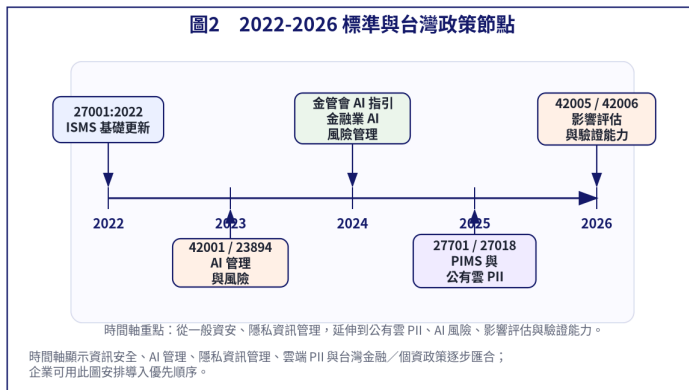 圖2　2022-2026 標準與台灣政策節點
27001:2022
ISMS 基礎更新
金管會 AI 指引
金融業 AI
風險管理
42005 / 42006
影響評估
與驗證能力
2022
2023
2024
2025
2026
42001 / 23894
AI 管理
與風險
27701 / 27018
PIMS 與
公有雲 PII
時間軸重點：從一般資安、隱私資訊管理，延伸到公有雲 PII、AI 風險、影響評估與驗證能力。
時間軸顯示資訊安全、AI 管理、隱私資訊管理、雲端 PII 與台灣金融／個資政策逐步匯合；
企業可用此圖安排導入優先順序。